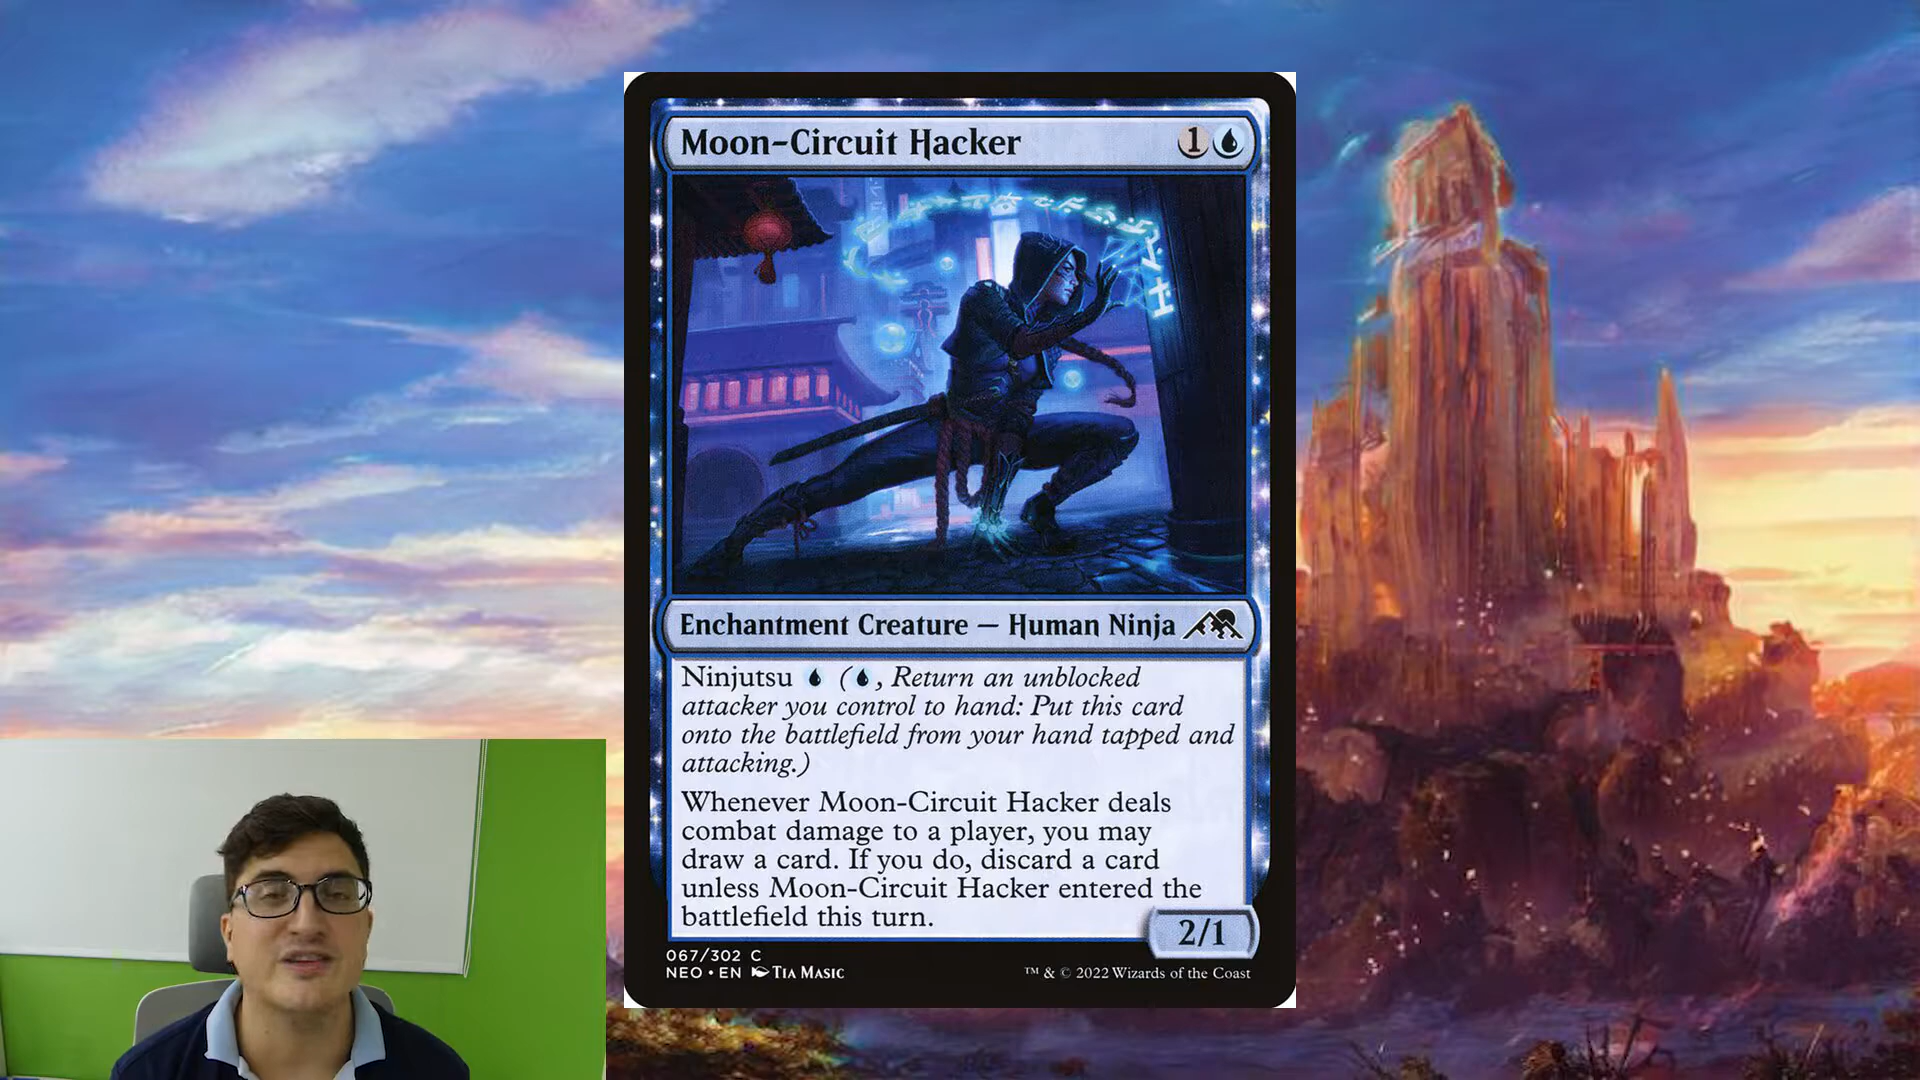 Moon-Circuit Hacker 1
Enchantment Creature — Human Ninja
Ninjutsu (, Return an unblocked
attacker you control to hand: Put this card
onto the battlefield from your hand tapped and
attacking.)
Whenever Moon-Circuit Hacker deals
combat damage to a player, you may
draw a card. If you do, discard a card
unless Moon-Circuit Hacker entered the
battlefield this turn.
2/1
067/302 C
NEO • EN Tia Masic
™ & © 2022 Wizards of the Coast